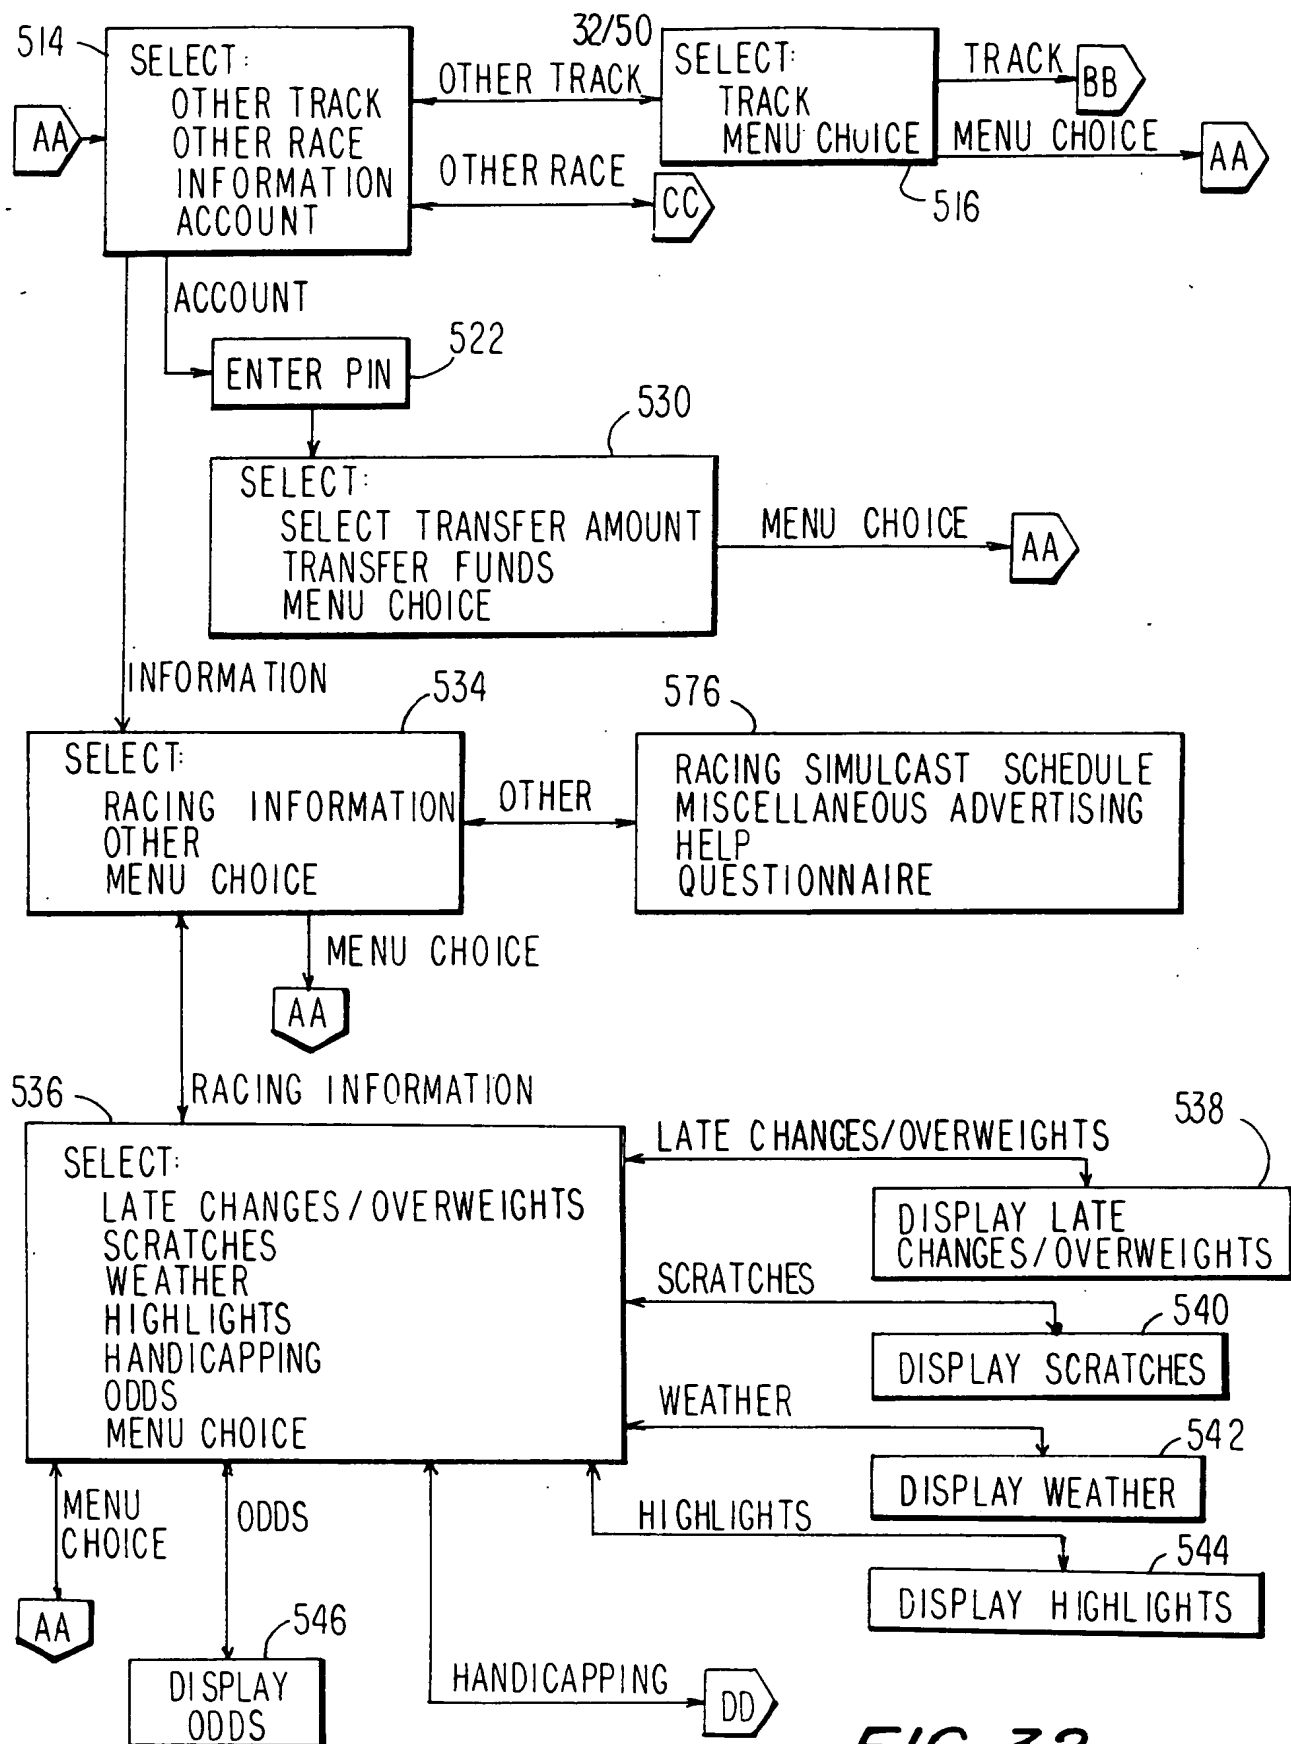 514
SELECT:
OTHER TRACK
OTHER RACE
INFORMATION
ACCOUNT
AA
OTHER TRACK
OTHER RACE
CC
32/50
SELECT:
TRACK
MENU CHOICE
516
TRACK
BB
MENU CHOICE
AA
ACCOUNT
ENTER PIN
522
530
SELECT:
SELECT TRANSFER AMOUNT
TRANSFER FUNDS
MENU CHOICE
MENU CHOICE
AA
INFORMATION
534
SELECT:
RACING INFORMATION
OTHER
MENU CHOICE
OTHER
576
RACING SIMULCAST SCHEDULE
MISCELLANEOUS ADVERTISING
HELP
QUESTIONNAIRE
MENU CHOICE
AA
RACING INFORMATION
536
SELECT:
LATE CHANGES/OVERWEIGHTS
SCRATCHES
WEATHER
HIGHLIGHTS
HANDICAPPING
ODDS
MENU CHOICE
LATE CHANGES/OVERWEIGHTS
538
DISPLAY LATE
CHANGES/OVERWEIGHTS
SCRATCHES
540
DISPLAY SCRATCHES
WEATHER
542
DISPLAY WEATHER
HIGHLIGHTS
544
DISPLAY HIGHLIGHTS
MENU
CHOICE
AA
ODDS
546
DISPLAY
ODDS
HANDICAPPING
DD
FIG. 32